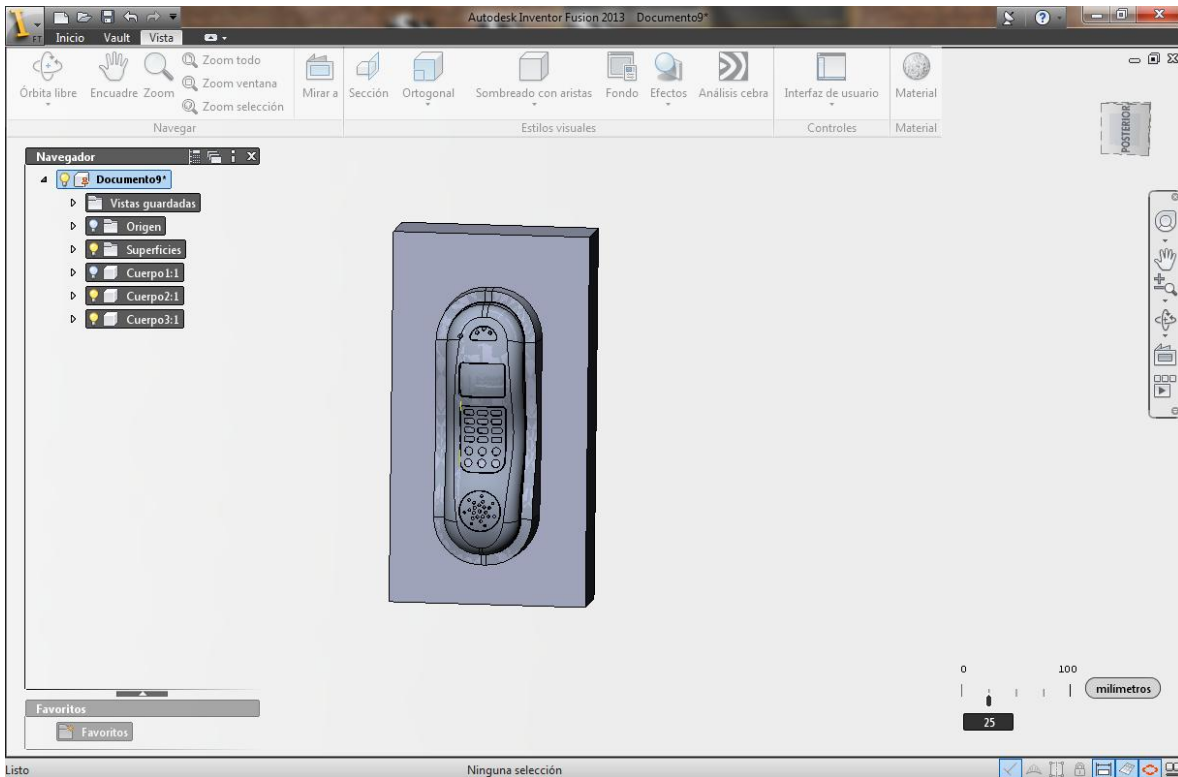 Autodesk Inventor Fusion 2013 Documento9*
FT
Inicio Vault Vista
Órbita libre
Encuadre
Zoom
Zoom todo
Zoom ventana
Zoom selección
Navegar
Mirar a
Sección
Ortogonal
Sombreado con aristas
Fondo
Efectos
Análisis cebra
Estilos visuales
Interfaz de usuario
Controles
Material
Material
POSTERIOR
Navegador
Documento9*
Vistas guardadas
Origen
Superficies
Cuerpo1:1
Cuerpo2:1
Cuerpo3:1
0 100
milímetros
25
Favoritos
Favoritos
Listo
Ninguna selección